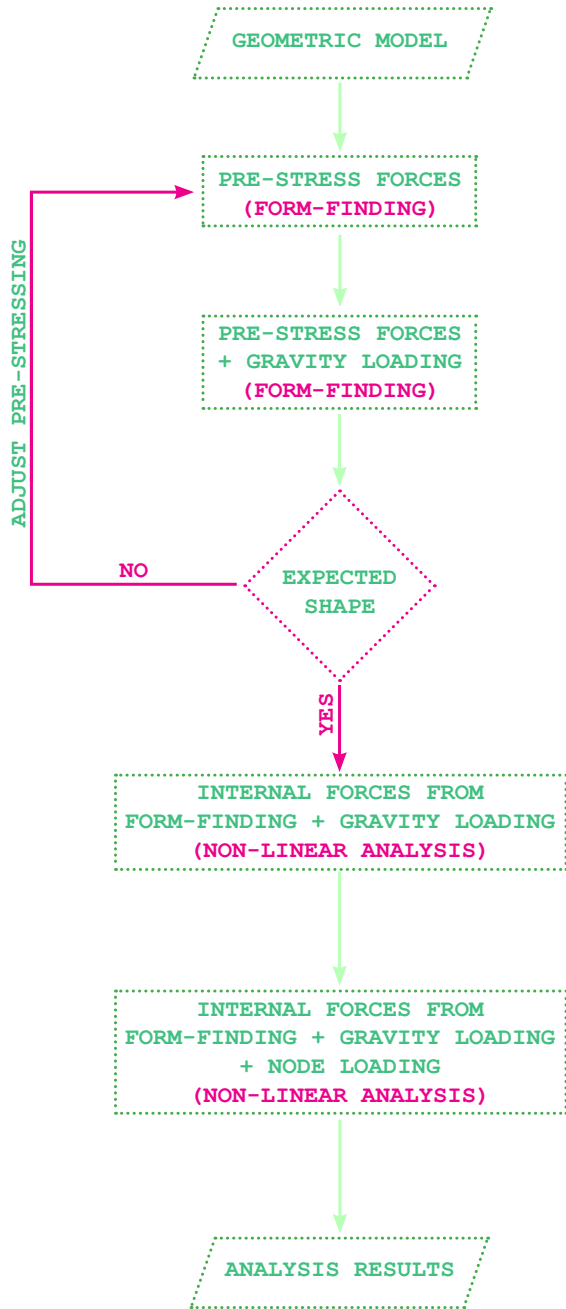 GEOMETRIC MODEL
PRE-STRESS FORCES
(FORM-FINDING)
ADJUST PRE-STRESSING
PRE-STRESS FORCES
+ GRAVITY LOADING
(FORM-FINDING)
EXPECTED
SHAPE
NO
YES
INTERNAL FORCES FROM
FORM-FINDING + GRAVITY LOADING
(NON-LINEAR ANALYSIS)
INTERNAL FORCES FROM
FORM-FINDING + GRAVITY LOADING
+ NODE LOADING
(NON-LINEAR ANALYSIS)
ANALYSIS RESULTS